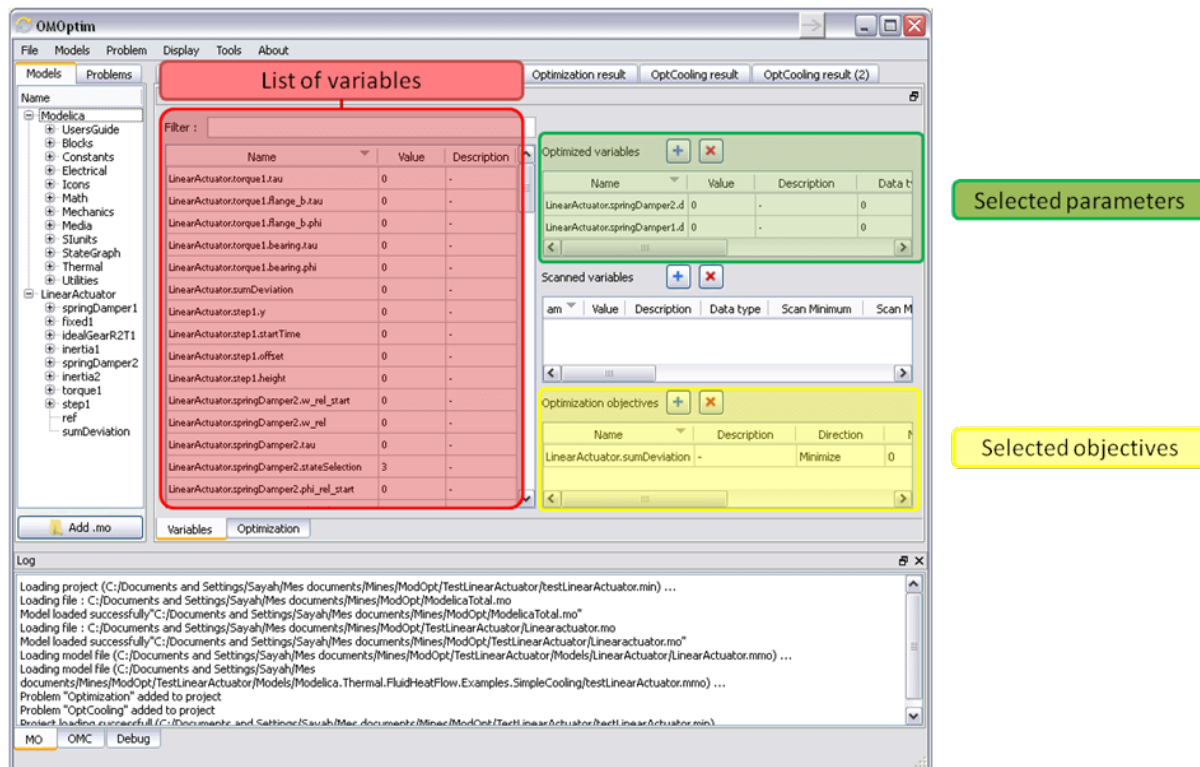 OMOptim
File Models Problem Display Tools About
Models Problems
List of variables
Optimization result OptCooling result OptCooling result (2)
Name
Modelica
UsersGuide
Blocks
Constants
Electrical
Icons
Math
Mechanics
Media
SIunits
StateGraph
Thermal
Utilities
LinearActuator
springDamper1
fixed1
idealGearR2T1
inertia1
springDamper2
inertia2
torque1
step1
ref
sumDeviation
Add .mo
Filter :
Name Value Description
LinearActuator.torque1.tau 0 -
LinearActuator.torque1.flange_b.tau 0 -
LinearActuator.torque1.flange_b.phi 0 -
LinearActuator.torque1.bearing.tau 0 -
LinearActuator.torque1.bearing.phi 0 -
LinearActuator.sumDeviation 0 -
LinearActuator.step1.y 0 -
LinearActuator.step1.startTime 0 -
LinearActuator.step1.offset 0 -
LinearActuator.step1.height 0 -
LinearActuator.springDamper2.w_rel_start 0 -
LinearActuator.springDamper2.w_rel 0 -
LinearActuator.springDamper2.tau 0 -
LinearActuator.springDamper2.stateSelection 3 -
LinearActuator.springDamper2.phi_rel_start 0 -
Variables Optimization
Optimized variables
Name Value Description Data t
LinearActuator.springDamper2.d 0 - 0
LinearActuator.springDamper1.d 0 - 0
Scanned variables
am Value Description Data type Scan Minimum Scan M
Optimization objectives
Name Description Direction
LinearActuator.sumDeviation - Minimize 0
Selected parameters
Selected objectives
Log
Loading project (C:/Documents and Settings/Sayah/Mes documents/Mines/ModOpt/TestLinearActuator/testLinearActuator.min) ...
Loading file : C:/Documents and Settings/Sayah/Mes documents/Mines/ModOpt/ModelicaTotal.mo
Model loaded successfully"C:/Documents and Settings/Sayah/Mes documents/Mines/ModOpt/ModelicaTotal.mo"
Loading file : C:/Documents and Settings/Sayah/Mes documents/Mines/ModOpt/TestLinearActuator/Linearactuator.mo
Model loaded successfully"C:/Documents and Settings/Sayah/Mes documents/Mines/ModOpt/TestLinearActuator/Linearactuator.mo"
Loading model file (C:/Documents and Settings/Sayah/Mes documents/Mines/ModOpt/TestLinearActuator/Models/LinearActuator/LinearActuator.mmo) ...
Loading model file (C:/Documents and Settings/Sayah/Mes
documents/Mines/ModOpt/TestLinearActuator/Models/Modelica.Thermal.FluidHeatFlow.Examples.SimpleCooling/testLinearActuator.mmo) ...
Problem "Optimization" added to project
Problem "OptCooling" added to project
Project loading successfull (C:/Documents and Settings/Sayah/Mes documents/Mines/ModOpt/TestLinearActuator/testLinearActuator.min)
MO OMC Debug